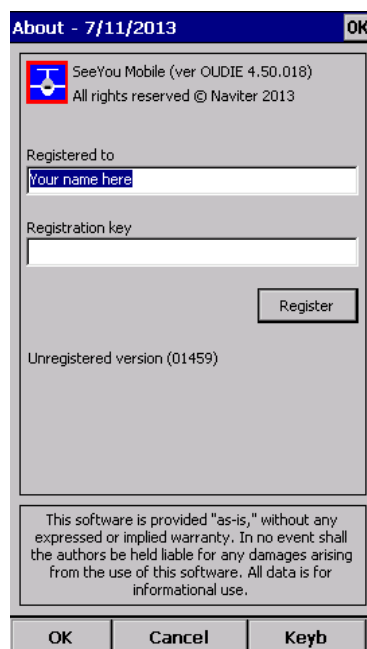 About - 7/11/2013 OK
SeeYou Mobile (ver OUDIE 4.50.018)
All rights reserved © Naviter 2013
Registered to
Your name here
Registration key
Register
Unregistered version (01459)
This software is provided "as-is," without any
expressed or implied warranty. In no event shall
the authors be held liable for any damages arising
from the use of this software. All data is for
informational use.
OK Cancel Keyb